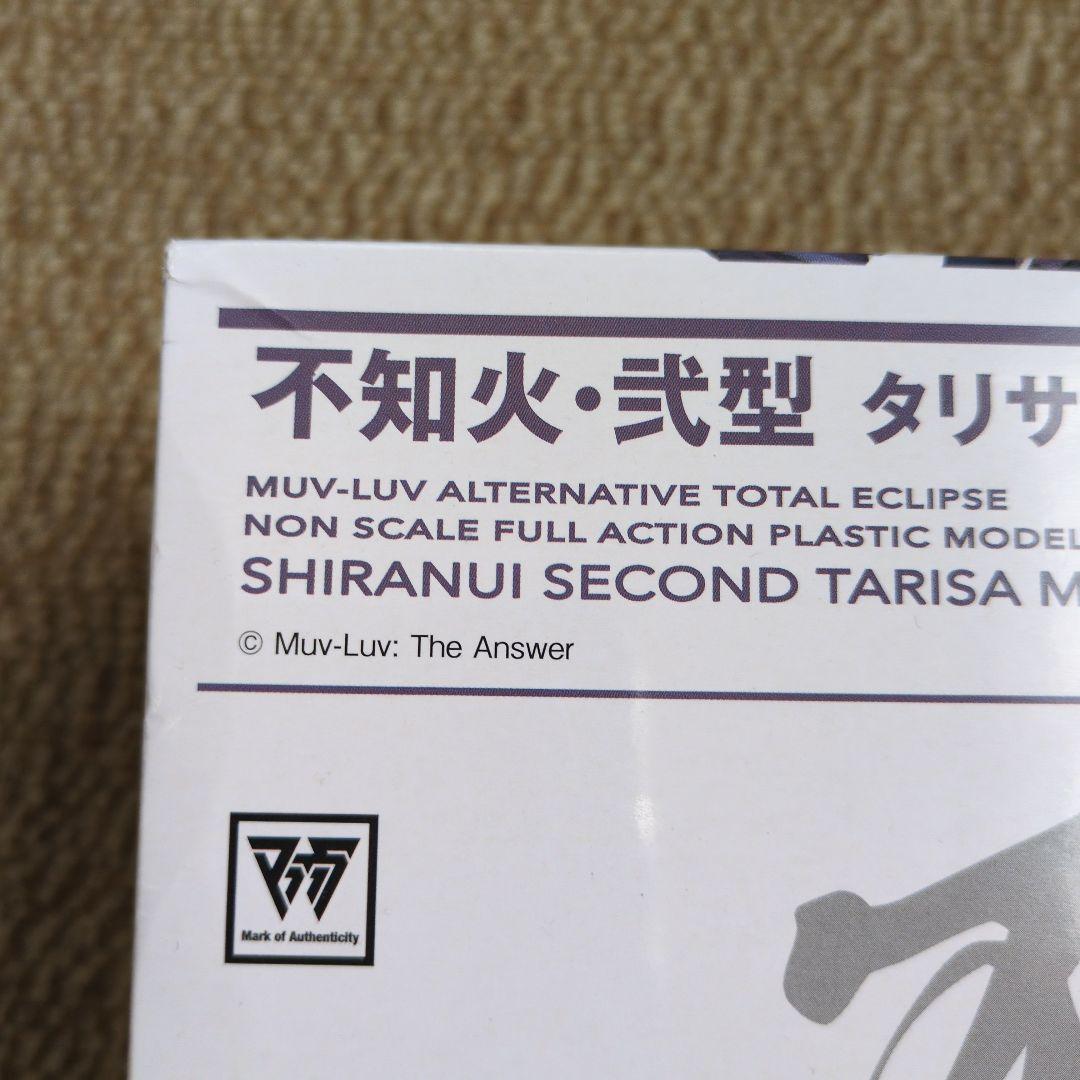 不知火・弐型 タリサ
MUV-LUV ALTERNATIVE TOTAL ECLIPSE
NON SCALE FULL ACTION PLASTIC MODEL
SHIRANUI SECOND TARISA M
© Muv-Luv: The Answer
Mark of Authenticity